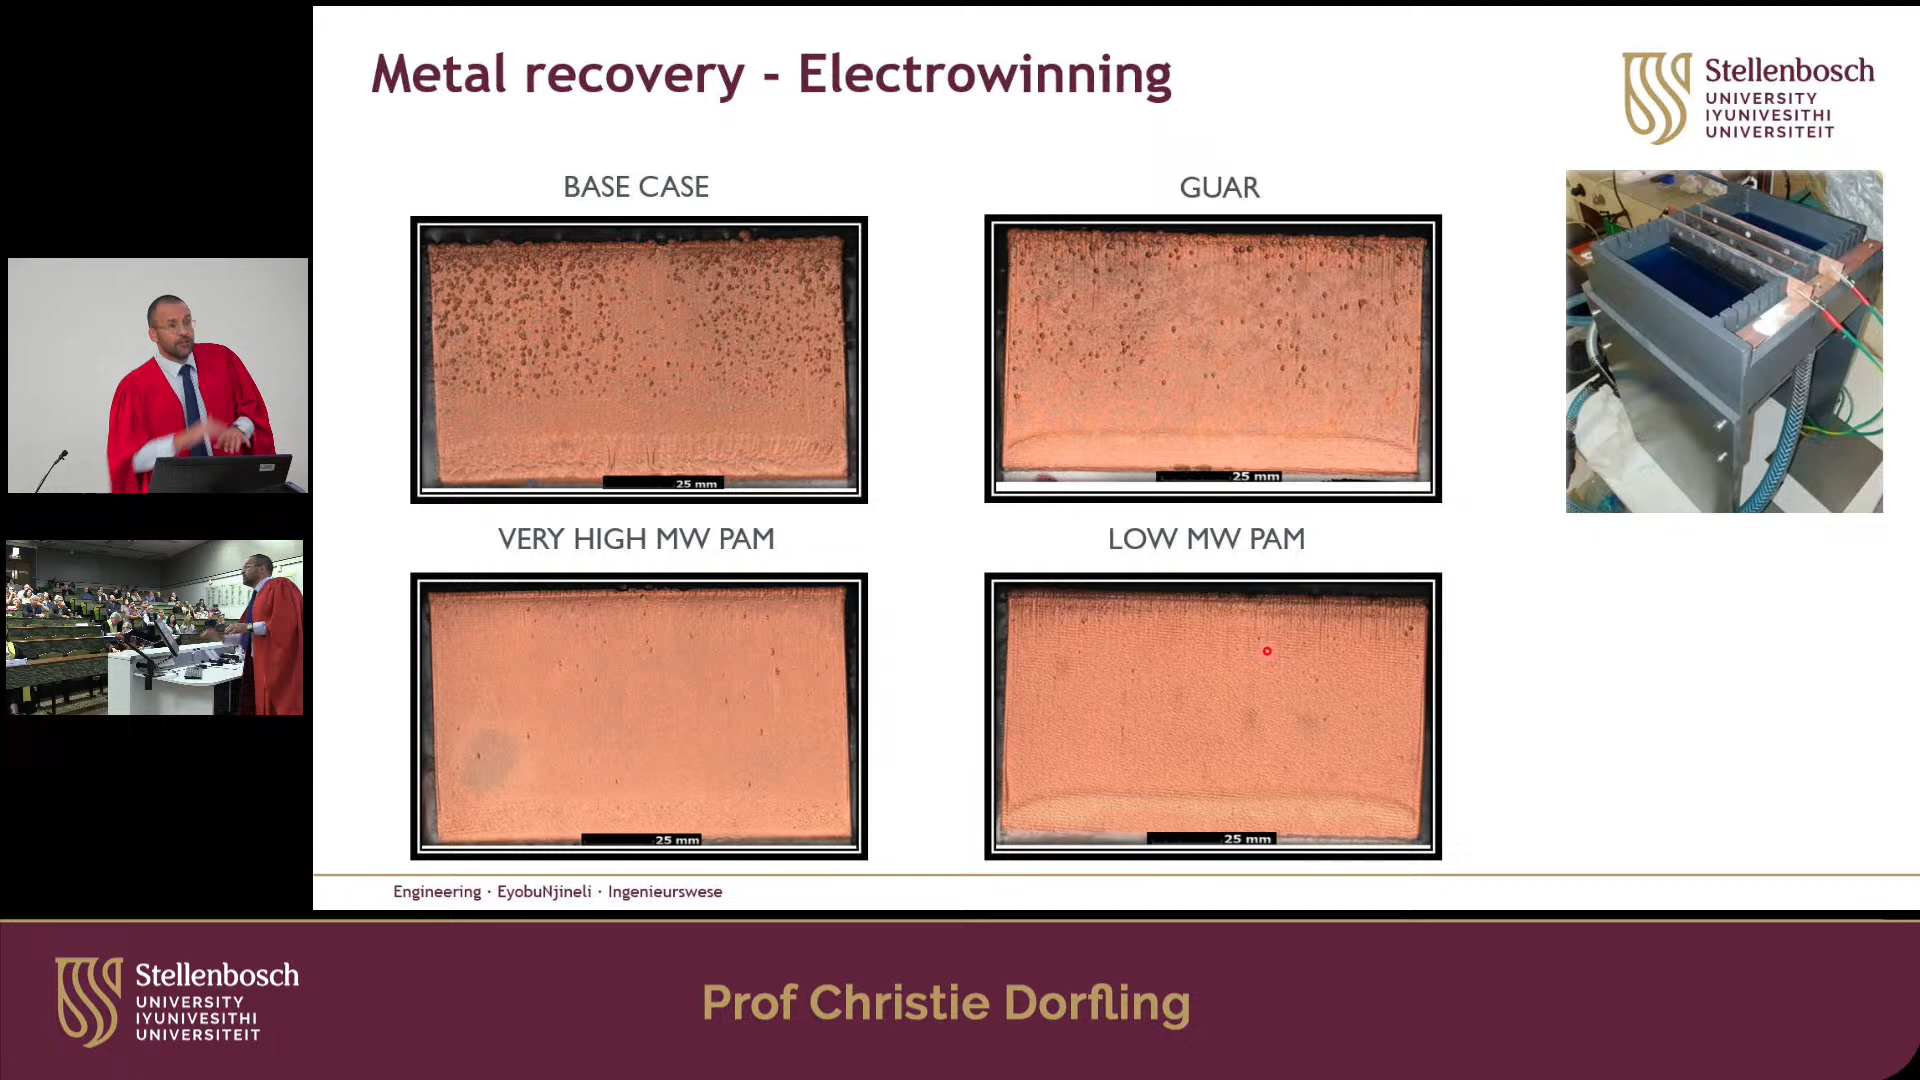 Metal recovery - Electrowinning
Stellenbosch
UNIVERSITY
IYUNIVESITHI
UNIVERSITEIT
BASE CASE
GUAR
25 mm
25 mm
VERY HIGH MW PAM
LOW MW PAM
25 mm
25 mm
Engineering · EyobuNjineli · Ingenieurswese
Stellenbosch
UNIVERSITY
IYUNIVESITHI
UNIVERSITEIT
Prof Christie Dorfling